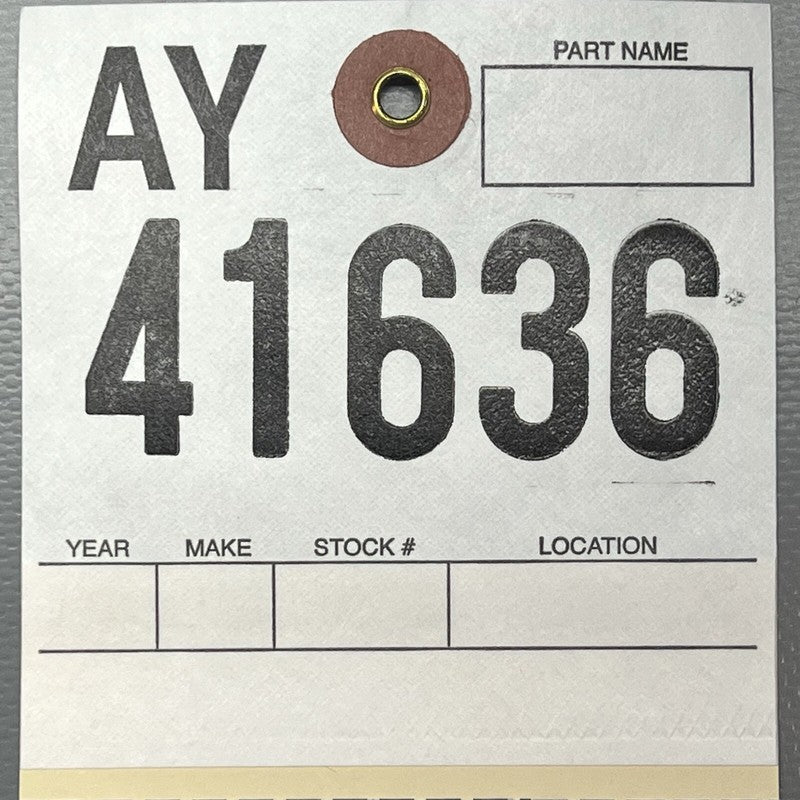 AY
PART NAME
41636
YEAR MAKE STOCK # LOCATION